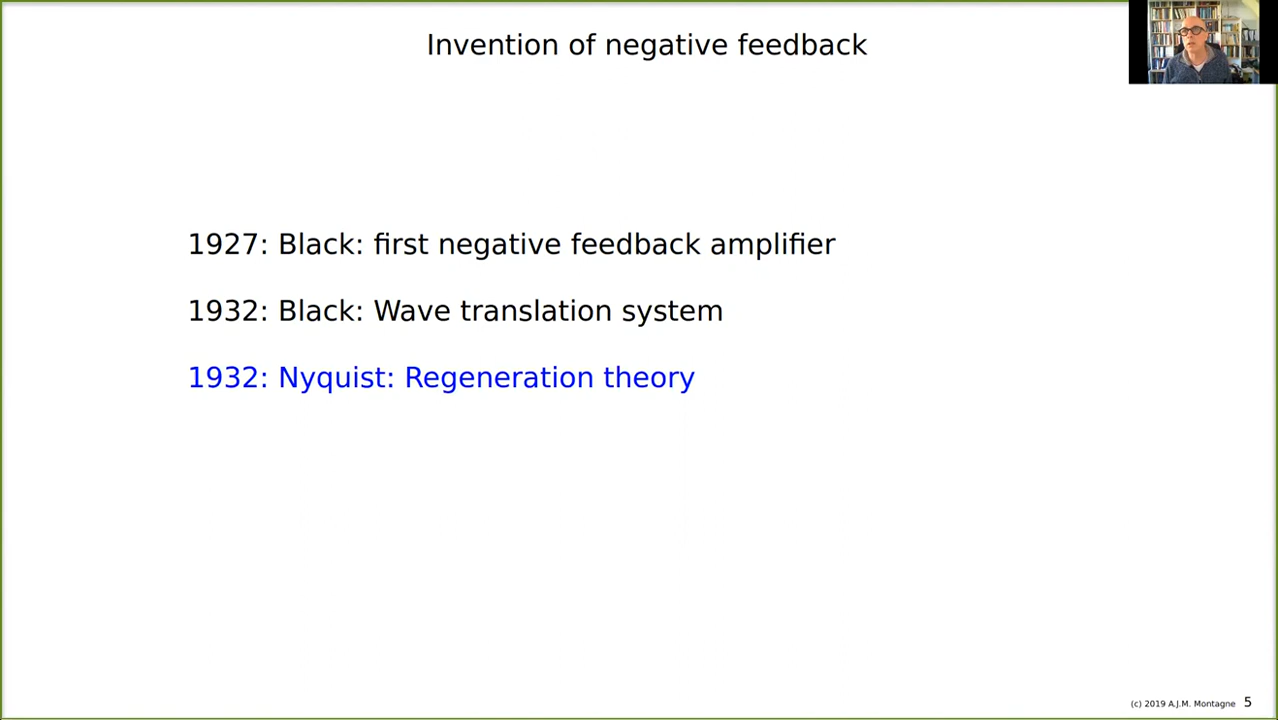 Invention of negative feedback
1927: Black: first negative feedback amplifier
1932: Black: Wave translation system
1932: Nyquist: Regeneration theory
(c) 2019 A.J.M. Montagne 5